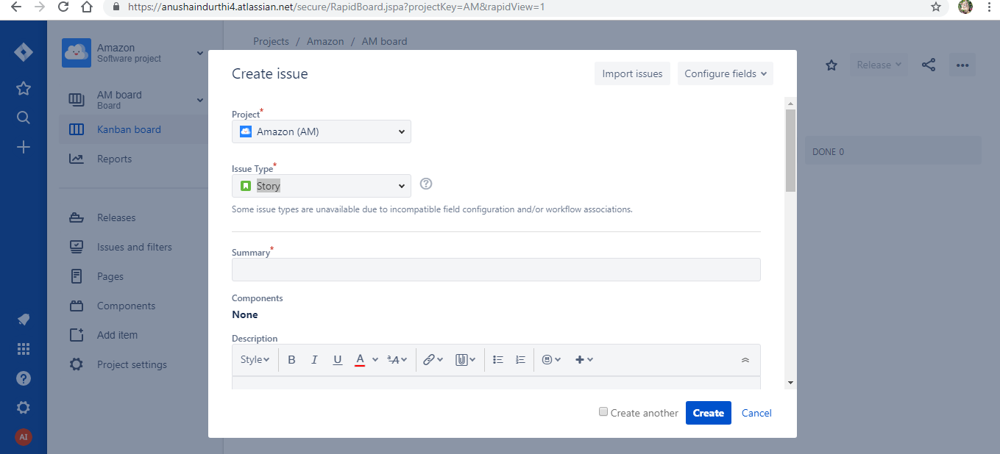 https://anushaindurthi4.atlassian.net/secure/RapidBoard.jspa?projectKey=AM&rapidView=1
Amazon
Software project
AM board
Board
Kanban board
Reports
Releases
Issues and filters
Pages
Components
Add item
Project settings
AI
Projects / Amazon / AM board
Release
DONE 0
Create issue
Import issues
Configure fields
Project*
Amazon (AM)
Issue Type*
Story
Some issue types are unavailable due to incompatible field configuration and/or workflow associations.
Summary*
Components
None
Description
Style B I U A ªA
Create another
Create
Cancel